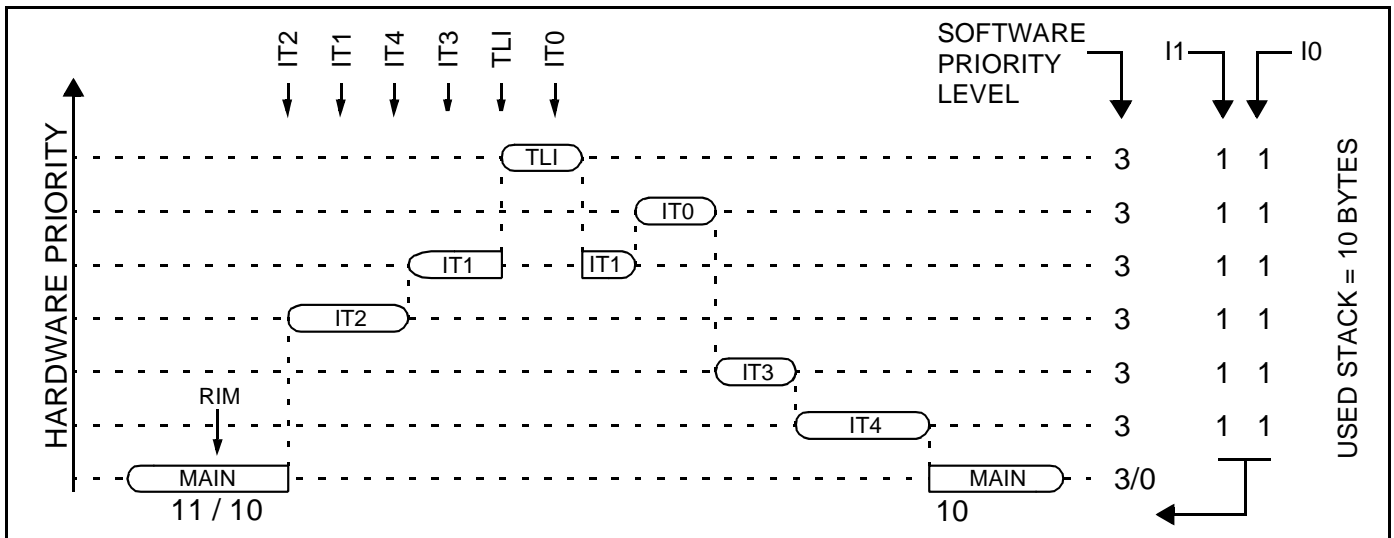 IT2
IT1
IT4
IT3
TLI
IT0
SOFTWARE
PRIORITY
LEVEL
I1
I0
HARDWARE PRIORITY
TLI
3 1 1
IT0
3 1 1
IT1
IT1
3 1 1
IT2
3 1 1
IT3
3 1 1
RIM
IT4
3 1 1
MAIN
MAIN
3/0
11 / 10
10
USED STACK = 10 BYTES